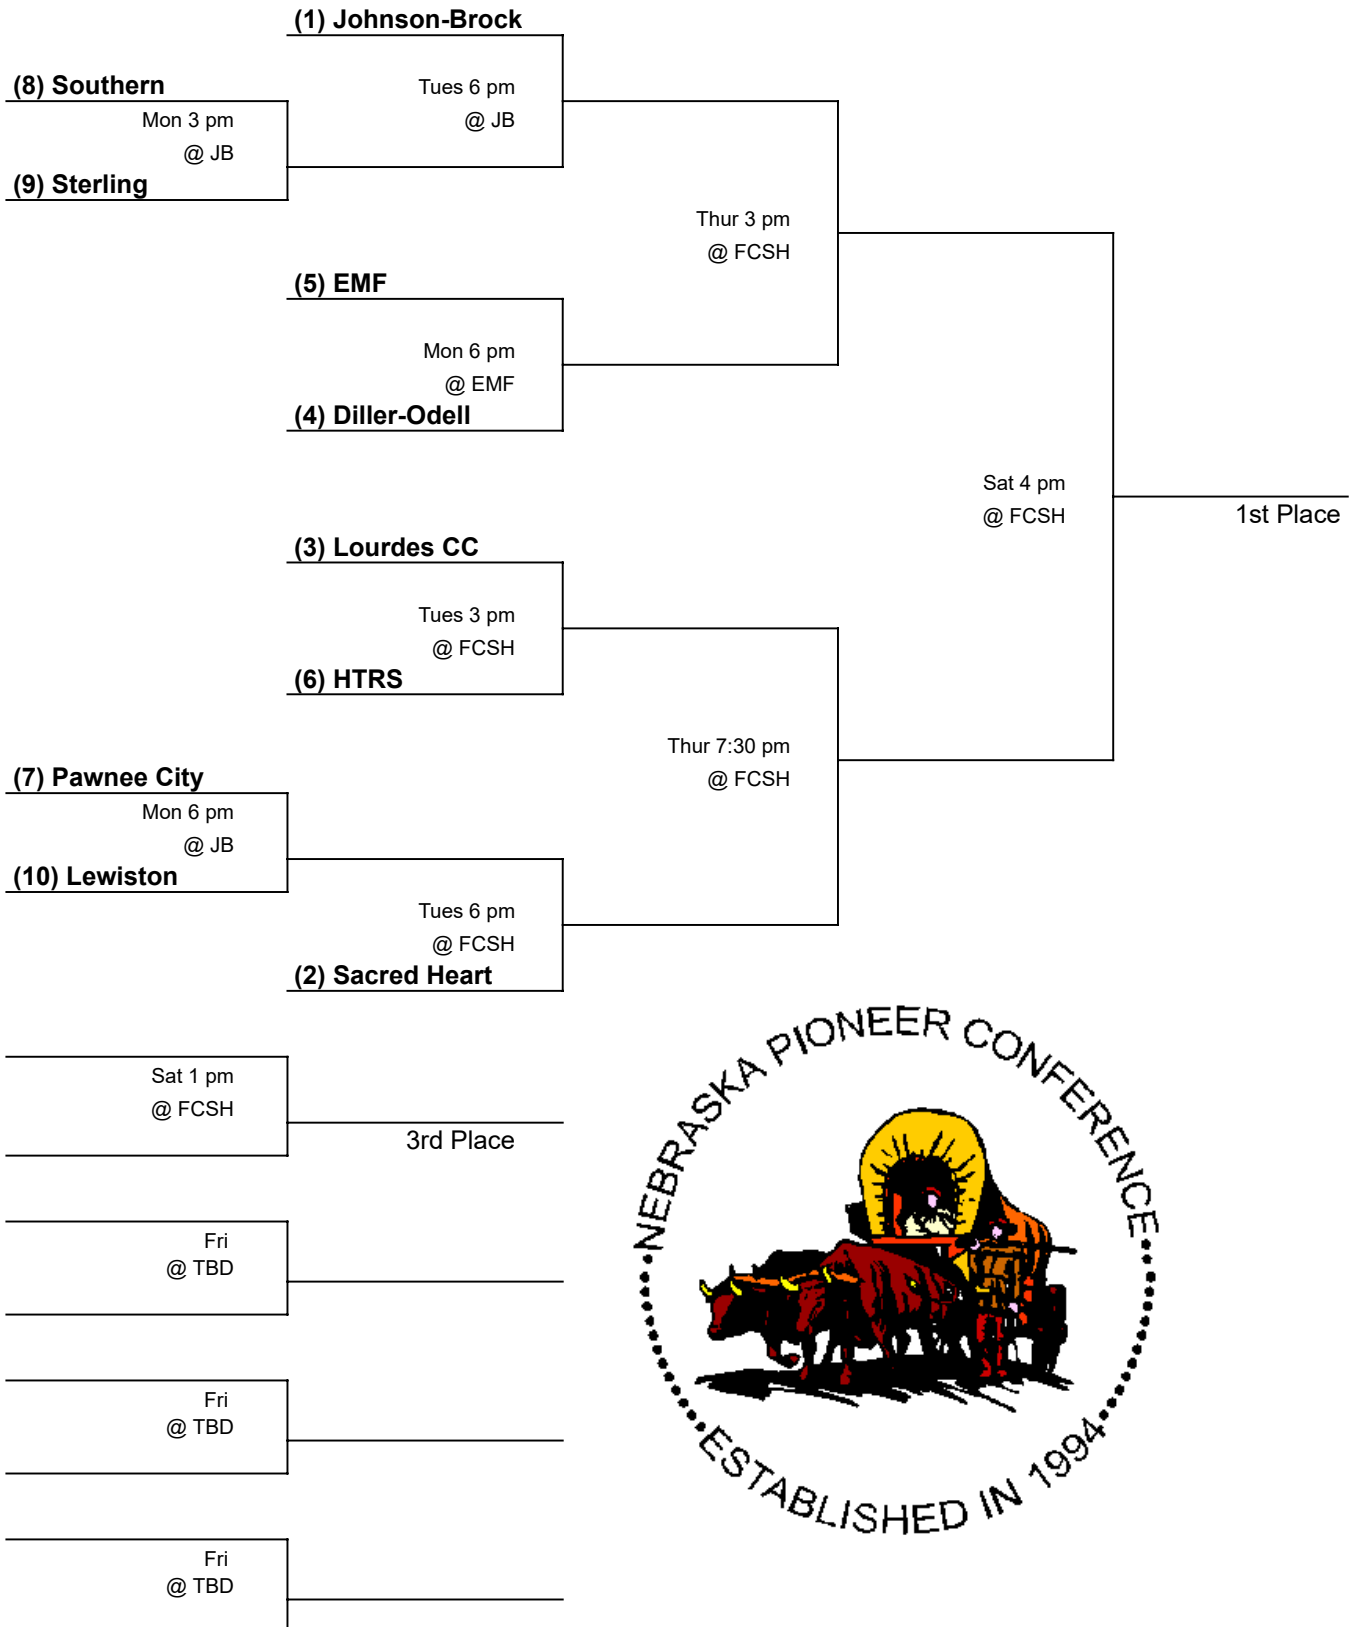 (1) Johnson-Brock
(8) Southern
Tues 6 pm
Mon 3 pm
@ JB
@ JB
(9) Sterling
Thur 3 pm
@ FCSH
(5) EMF
Mon 6 pm
@ EMF
(4) Diller-Odell
Sat 4 pm
@ FCSH
1st Place
(3) Lourdes CC
Tues 3 pm
@ FCSH
(6) HTRS
Thur 7:30 pm
@ FCSH
(7) Pawnee City
Mon 6 pm
@ JB
(10) Lewiston
Tues 6 pm
@ FCSH
(2) Sacred Heart
Sat 1 pm
@ FCSH
3rd Place
Fri
@ TBD
Fri
@ TBD
Fri
@ TBD
NEBRASKA PIONEER CONFERENCE
ESTABLISHED IN 1994